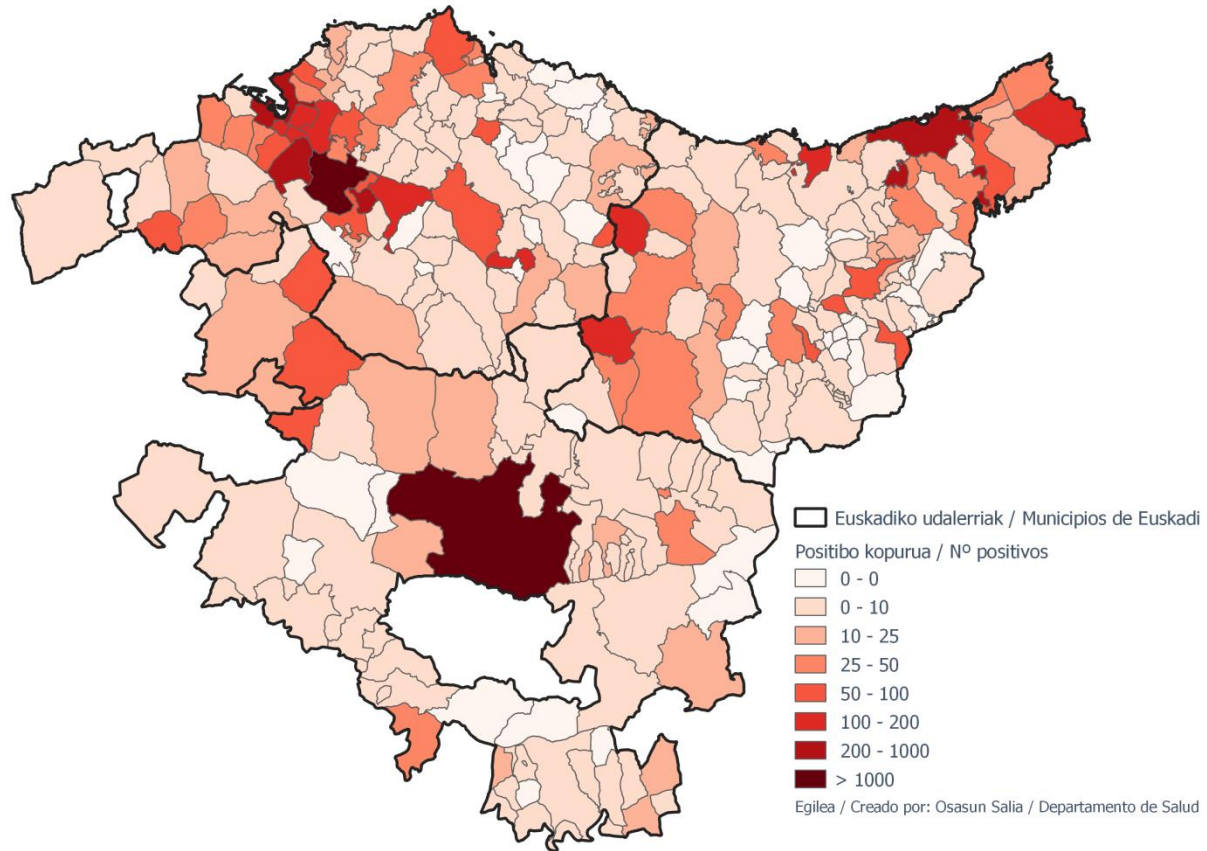 Euskadiko udalerriak / Municipios de Euskadi
Positibo kopurua / Nº positivos
0 - 0
0 - 10
10 - 25
25 - 50
50 - 100
100 - 200
200 - 1000
> 1000
Egilea / Creado por: Osasun Salia / Departamento de Salud